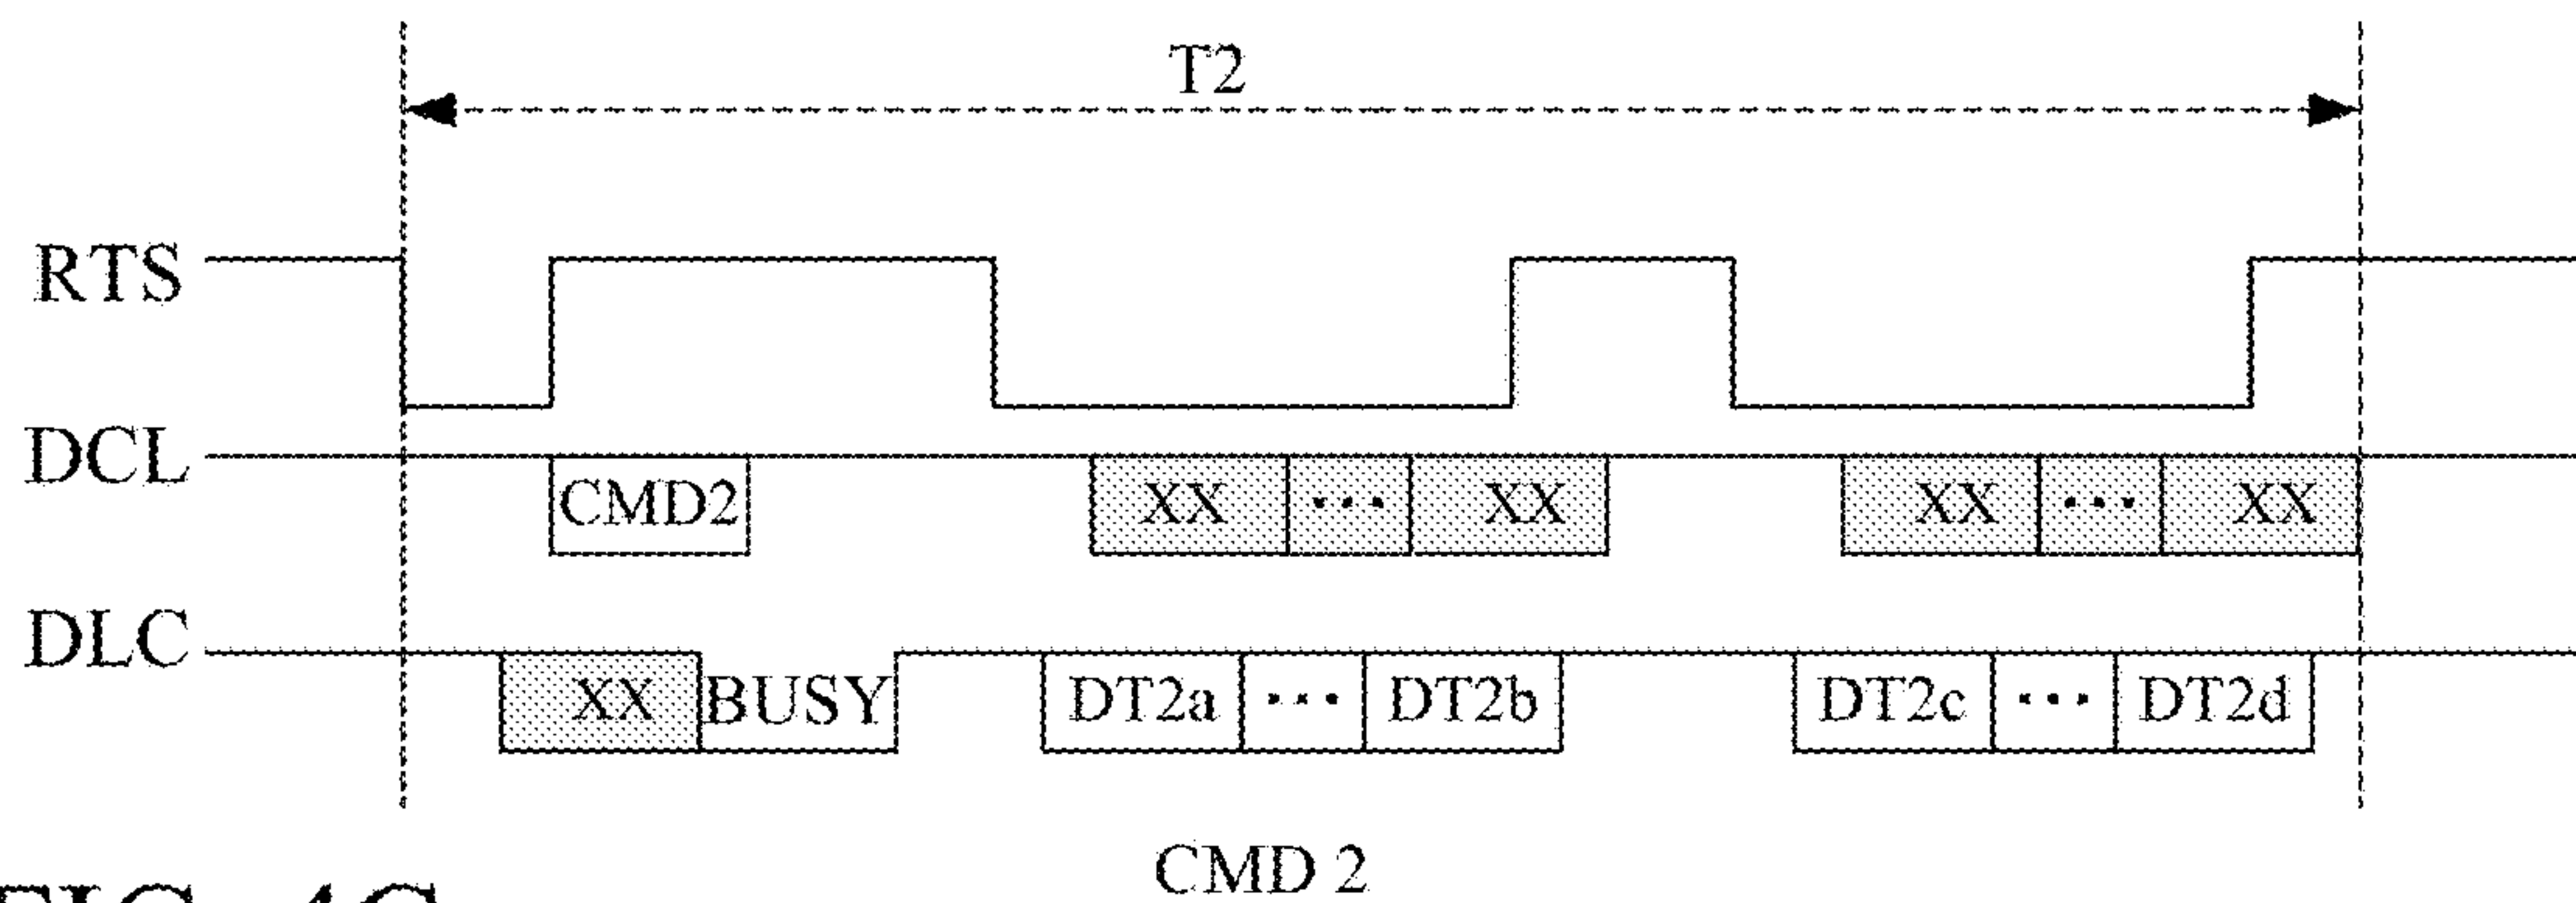 T2
RTS
DCL
CMD2 XX ... XX XX ... XX
DLC
XX BUSY DT2a ... DT2b DT2c ... DT2d
CMD 2